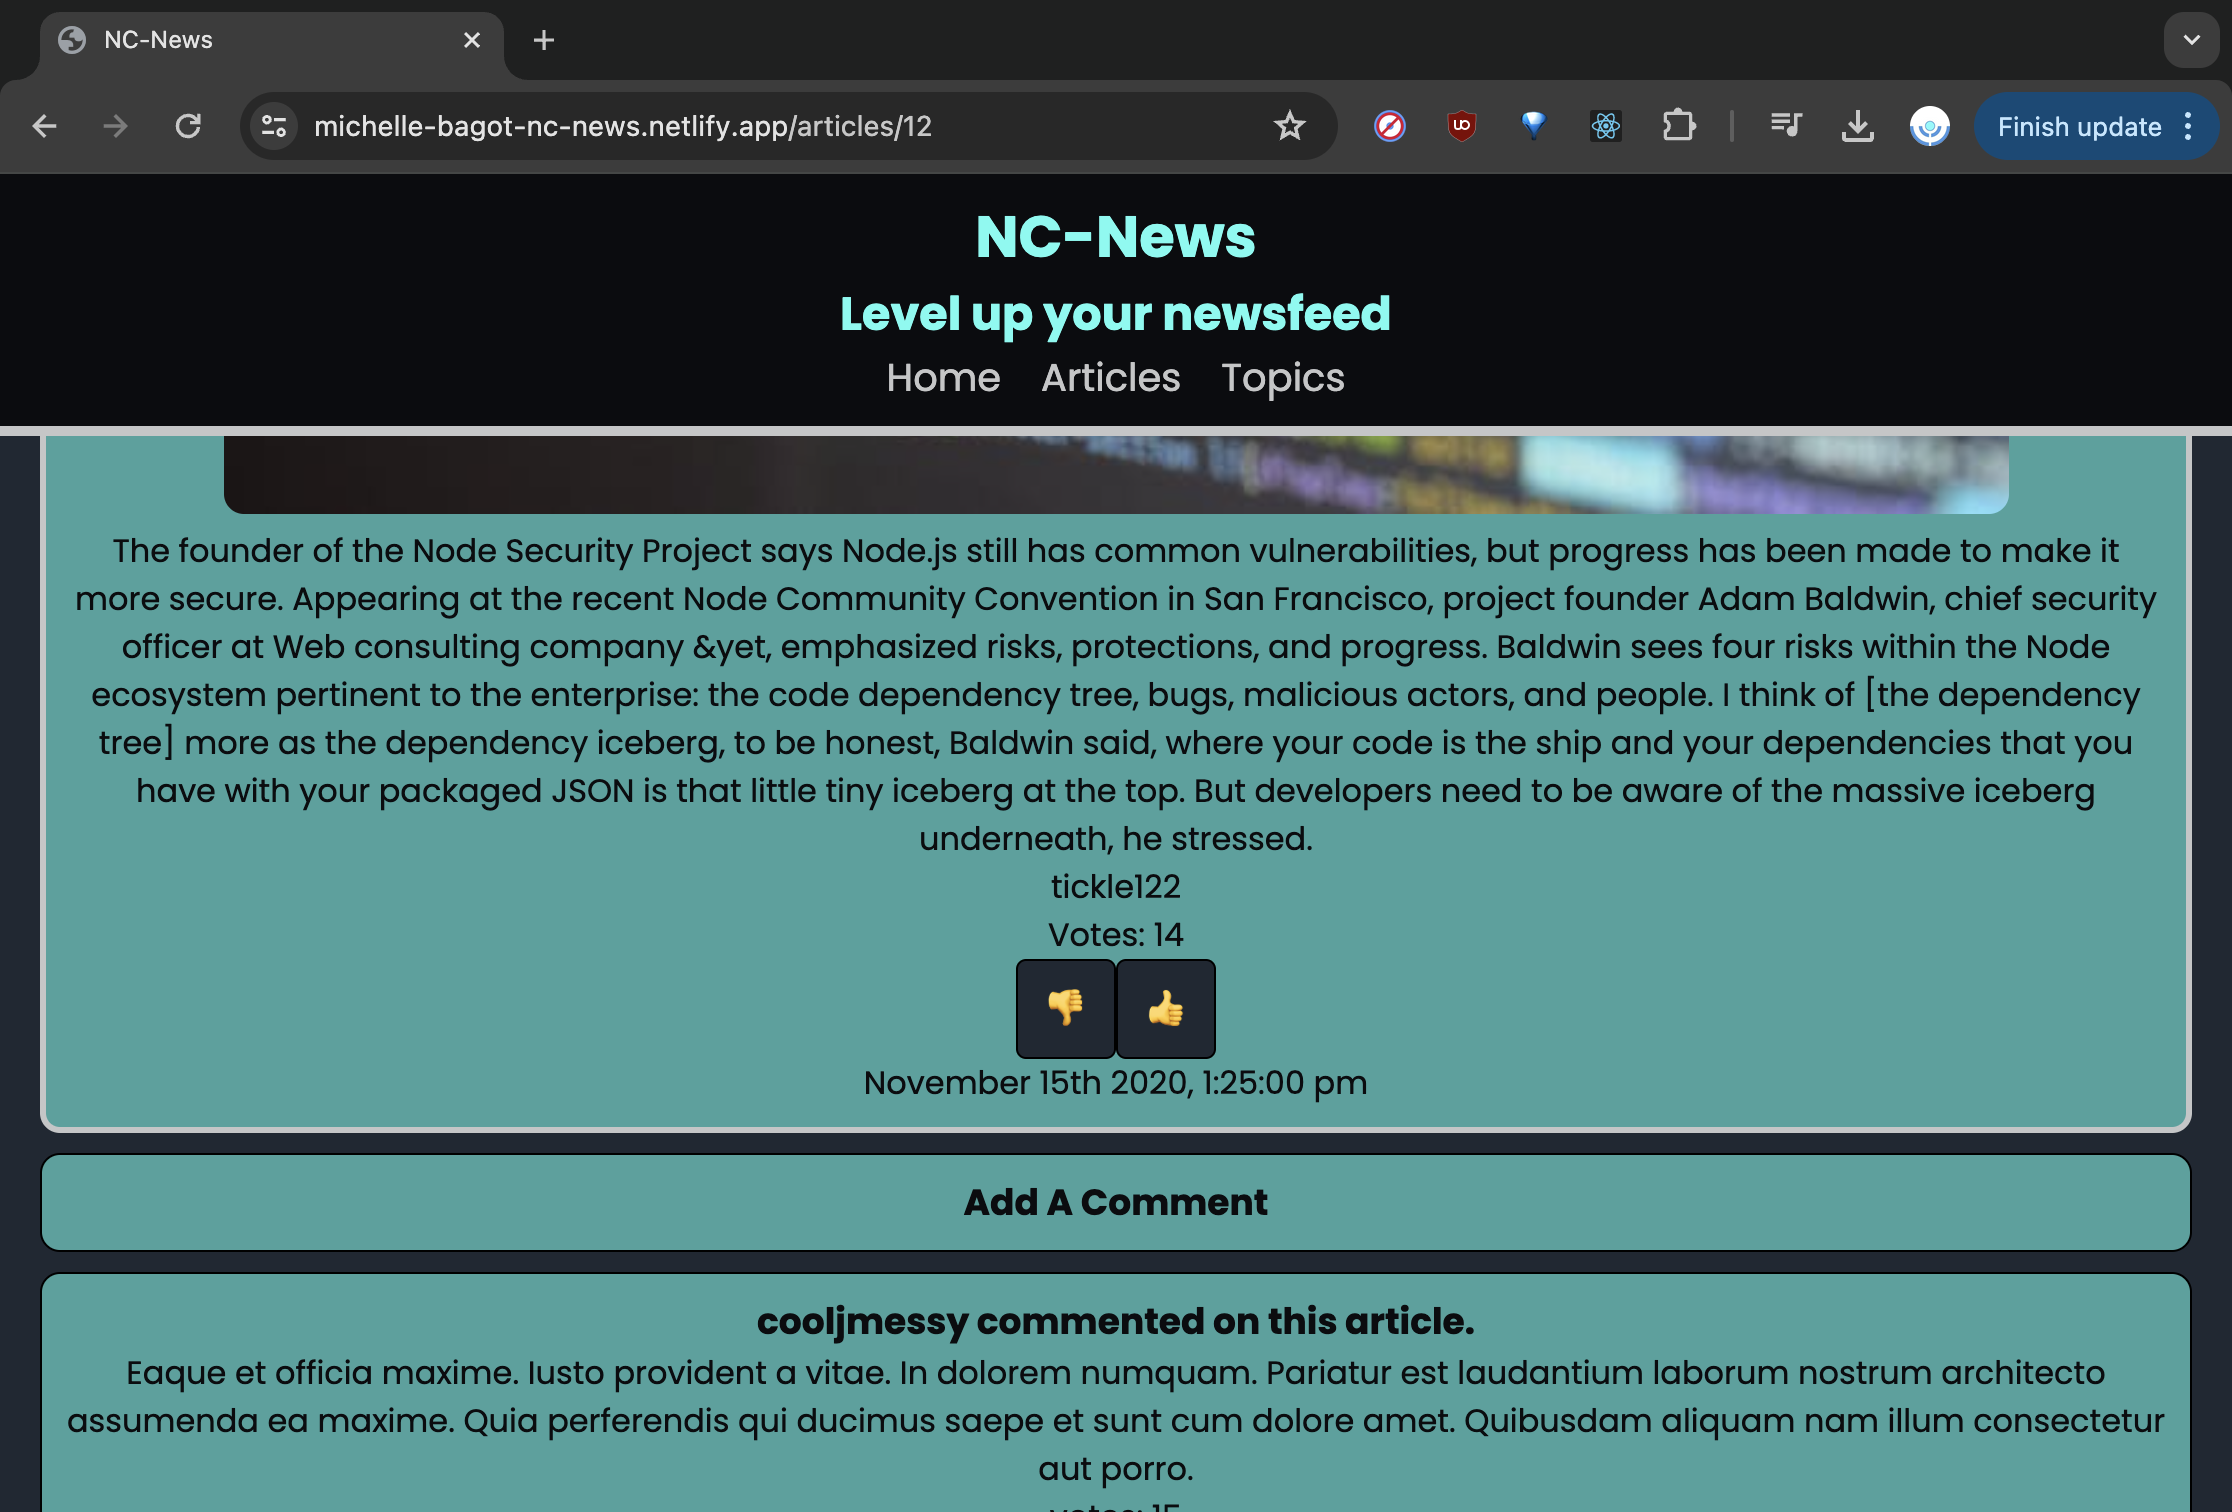 NC-News
michelle-bagot-nc-news.netlify.app/articles/12
Finish update
NC-News
Level up your newsfeed
Home Articles Topics
The founder of the Node Security Project says Node.js still has common vulnerabilities, but progress has been made to make it
more secure. Appearing at the recent Node Community Convention in San Francisco, project founder Adam Baldwin, chief security
officer at Web consulting company &yet, emphasized risks, protections, and progress. Baldwin sees four risks within the Node
ecosystem pertinent to the enterprise: the code dependency tree, bugs, malicious actors, and people. I think of [the dependency
tree] more as the dependency iceberg, to be honest, Baldwin said, where your code is the ship and your dependencies that you
have with your packaged JSON is that little tiny iceberg at the top. But developers need to be aware of the massive iceberg
underneath, he stressed.
tickle122
Votes: 14
November 15th 2020, 1:25:00 pm
Add A Comment
cooljmessy commented on this article.
Eaque et officia maxime. Iusto provident a vitae. In dolorem numquam. Pariatur est laudantium laborum nostrum architecto
assumenda ea maxime. Quia perferendis qui ducimus saepe et sunt cum dolore amet. Quibusdam aliquam nam illum consectetur
aut porro.